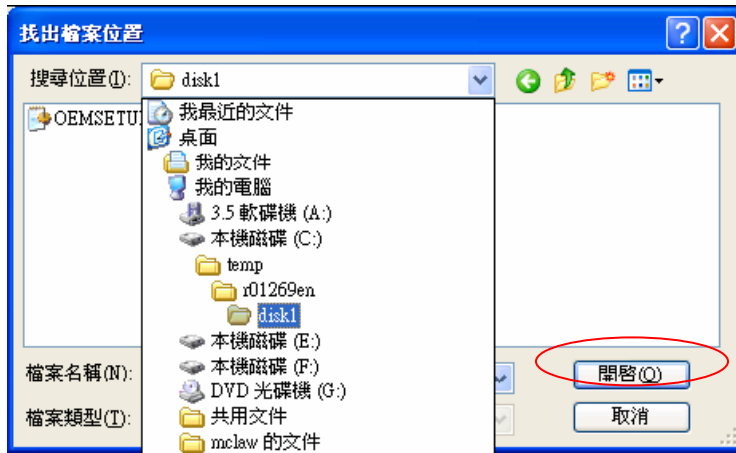 找出檔案位置
搜尋位置(I): disk1
OEMSETU
我最近的文件
桌面
我的文件
我的電腦
3.5 軟碟機 (A:)
本機磁碟 (C:)
temp
r01269en
disk1
本機磁碟 (E:)
本機磁碟 (F:)
DVD 光碟機 (G:)
共用文件
mclaw 的文件
檔案名稱(N):
開啓(O)
檔案類型(T):
取消